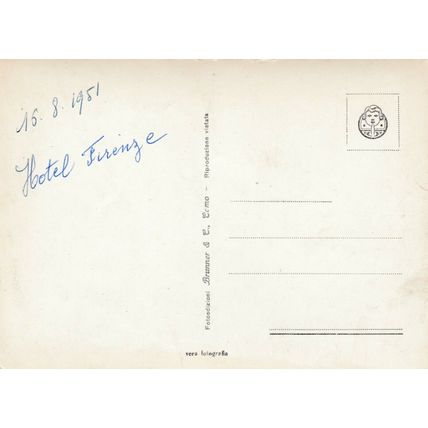 16. 8. 1951
Hotel Firenze
Fotoedizioni Brunner & C., Como - Riproduzione vietata
vera fotografia